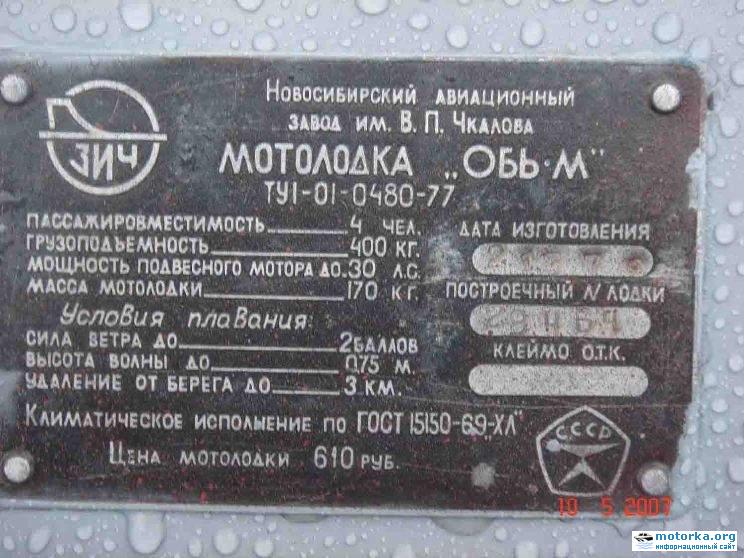 ЗИЧ
Новосибирский авиационный
завод им. В. П. Чкалова
МОТОЛОДКА „ОБЬ·М"
ТУ1-01-0480-77
ПАССАЖИРОВМЕСТИМОСТЬ 4 ЧЕЛ.
ГРУЗОПОДЪЕМНОСТЬ 400 КГ.
МОЩНОСТЬ ПОДВЕСНОГО МОТОРА ДО 30 Л.С.
МАССА МОТОЛОДКИ 170 КГ.
Условия плавания:
СИЛА ВЕТРА ДО 2 БАЛЛОВ
ВЫСОТА ВОЛНЫ ДО 0,75 М.
УДАЛЕНИЕ ОТ БЕРЕГА ДО 3 КМ.
ДАТА ИЗГОТОВЛЕНИЯ
ПОСТРОЕЧНЫЙ № ЛОДКИ
КЛЕЙМО О.Т.К.
Климатическое исполнение по ГОСТ 15150-69 „ХЛ"
Цена мотолодки 610 руб.
СССР
10 5 2007
motorka.org
информационный сайт